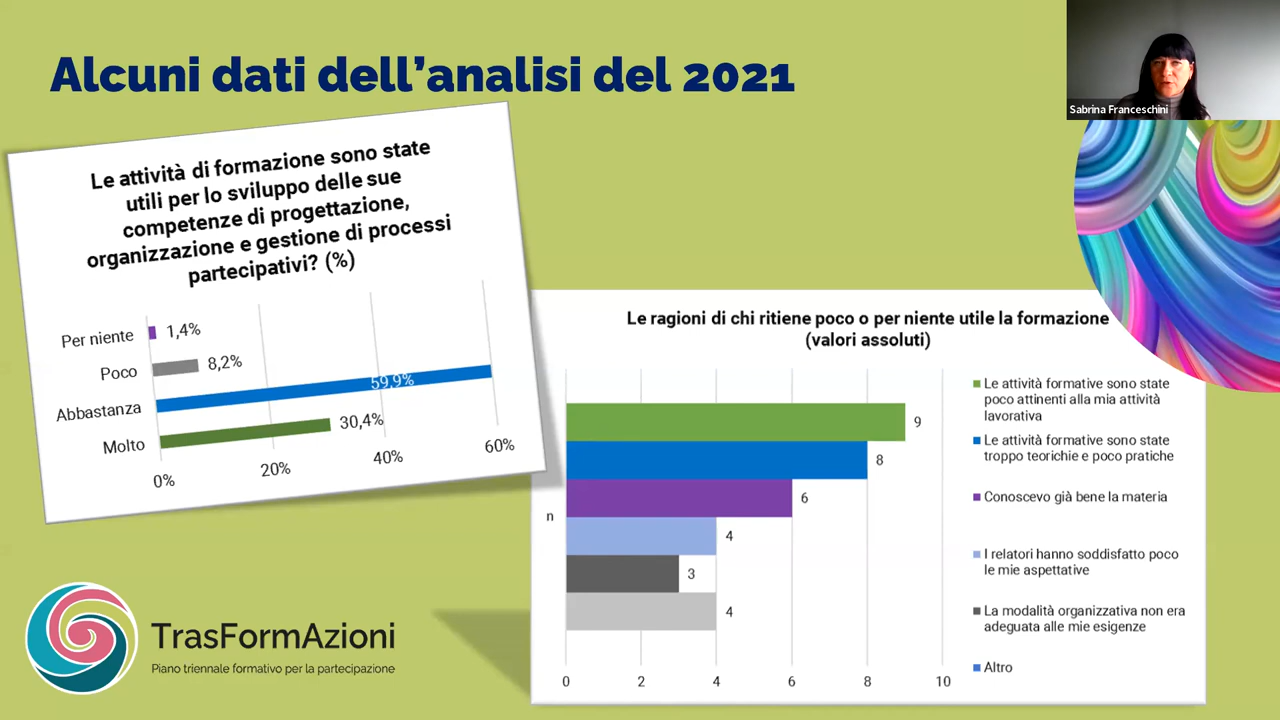 Alcuni dati dell'analisi del 2021
Sabrina Franceschini
Le attività di formazione sono state
utili per lo sviluppo delle sue
competenze di progettazione,
organizzazione e gestione di processi
partecipativi? (%)
Per niente
1,4%
Poco
8,2%
Abbastanza
59,9%
Molto
30,4%
0%
20%
40%
60%
Le ragioni di chi ritiene poco o per niente utile la formazione
(valori assoluti)
n
9
8
6
4
3
4
0
2
4
6
8
10
Le attività formative sono state
poco attinenti alla mia attività
lavorativa
Le attività formative sono state
troppo teorichie e poco pratiche
Conoscevo già bene la materia
I relatori hanno soddisfatto poco
le mie aspettative
La modalità organizzativa non era
adeguata alle mie esigenze
Altro
TrasFormAzioni
Piano triennale formativo per la partecipazione